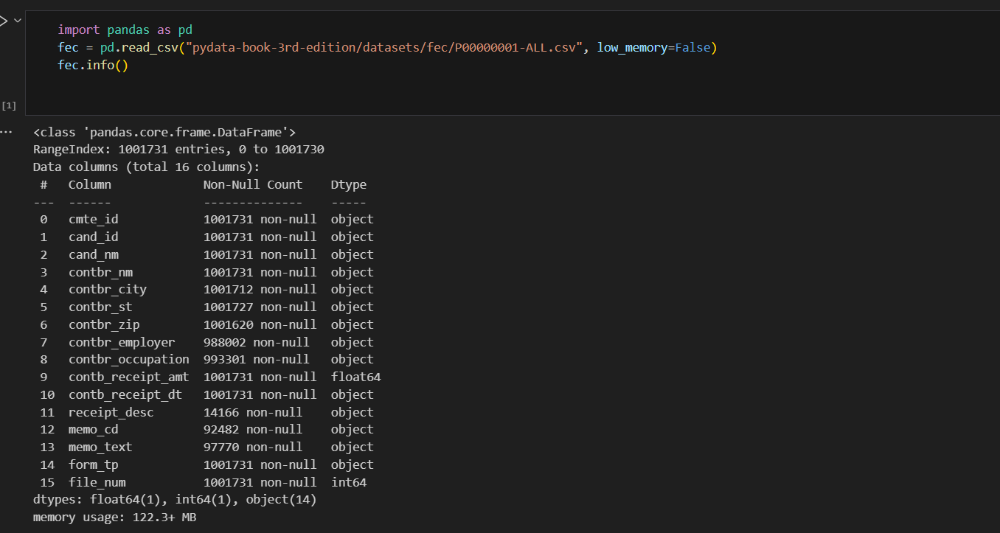 import pandas as pd
fec = pd.read_csv("pydata-book-3rd-edition/datasets/fec/P00000001-ALL.csv", low_memory=False)
fec.info()
[1]
...
<class 'pandas.core.frame.DataFrame'>
RangeIndex: 1001731 entries, 0 to 1001730
Data columns (total 16 columns):
 #   Column             Non-Null Count    Dtype
---  ------             --------------    -----
 0   cmte_id            1001731 non-null  object
 1   cand_id            1001731 non-null  object
 2   cand_nm            1001731 non-null  object
 3   contbr_nm          1001731 non-null  object
 4   contbr_city        1001712 non-null  object
 5   contbr_st          1001727 non-null  object
 6   contbr_zip         1001620 non-null  object
 7   contbr_employer    988002 non-null   object
 8   contbr_occupation  993301 non-null   object
 9   contb_receipt_amt  1001731 non-null  float64
 10  contb_receipt_dt   1001731 non-null  object
 11  receipt_desc       14166 non-null    object
 12  memo_cd            92482 non-null    object
 13  memo_text          97770 non-null    object
 14  form_tp            1001731 non-null  object
 15  file_num           1001731 non-null  int64
dtypes: float64(1), int64(1), object(14)
memory usage: 122.3+ MB